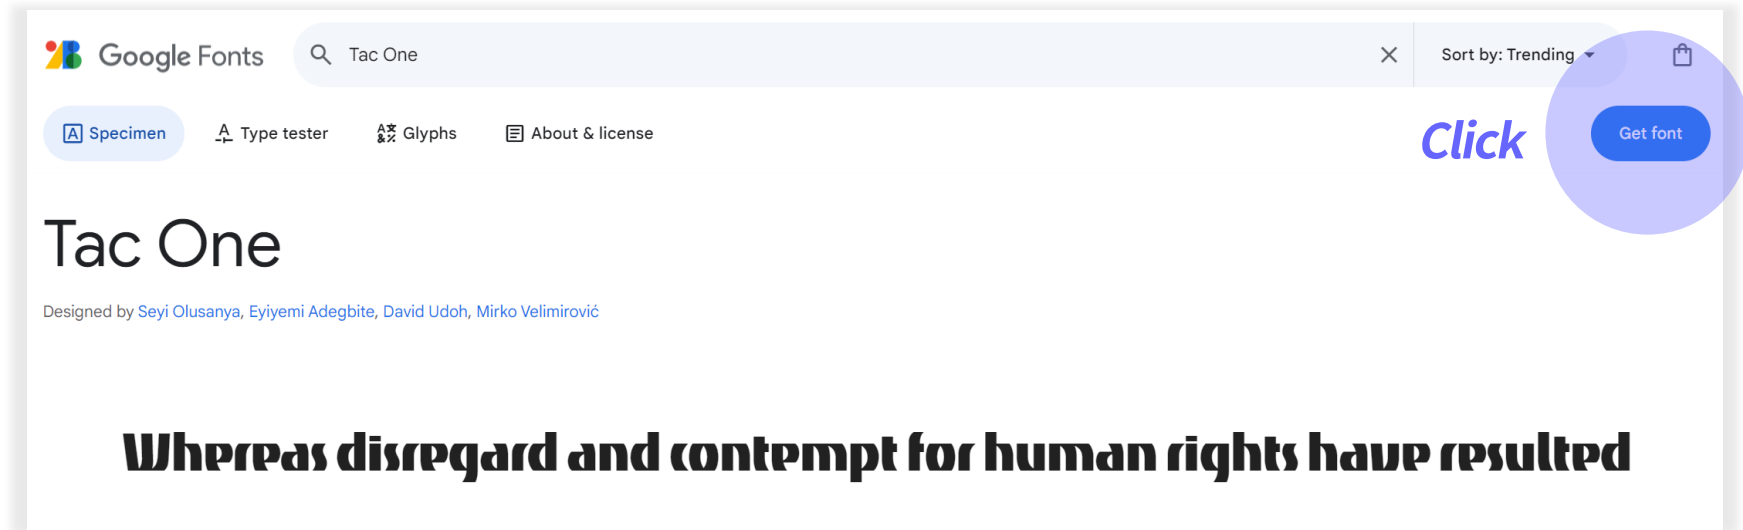 Google Fonts
Tac One
Sort by: Trending
Specimen
Type tester
Glyphs
About & license
Click
Get font
Tac One
Designed by Seyi Olusanya, Eyiyemi Adegbite, David Udoh, Mirko Velimirović
Whereas disregard and contempt for human rights have resulted